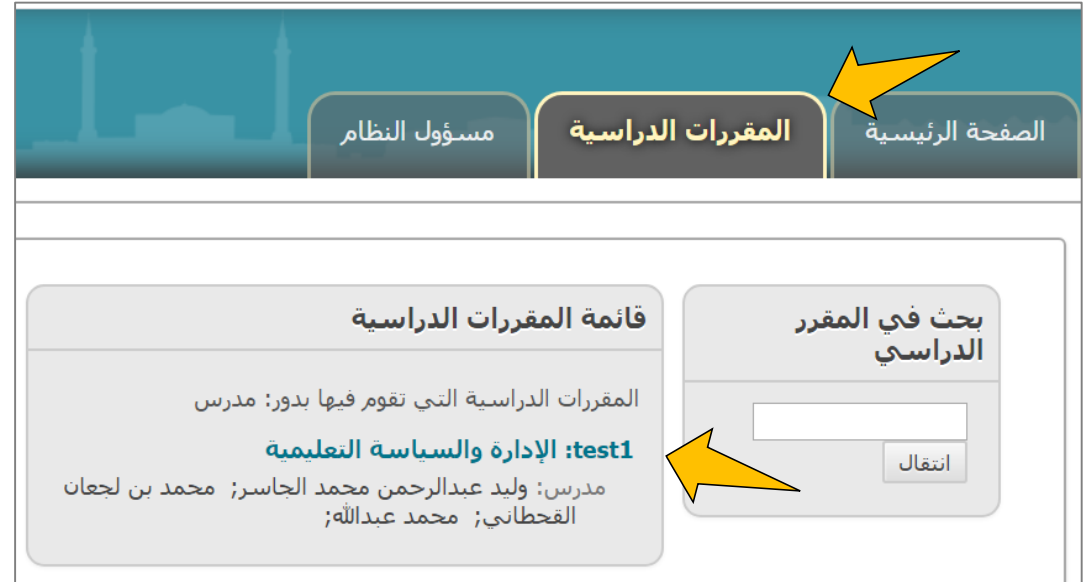 الصفحة الرئيسية
المقررات الدراسية
مسؤول النظام
بحث في المقرر
الدراسي
انتقال
قائمة المقررات الدراسية
المقررات الدراسية التي تقوم فيها بدور: مدرس
test1: الإدارة والسياسة التعليمية
مدرس: وليد عبدالرحمن محمد الجاسر; محمد بن لجعان
القحطاني; محمد عبدالله;